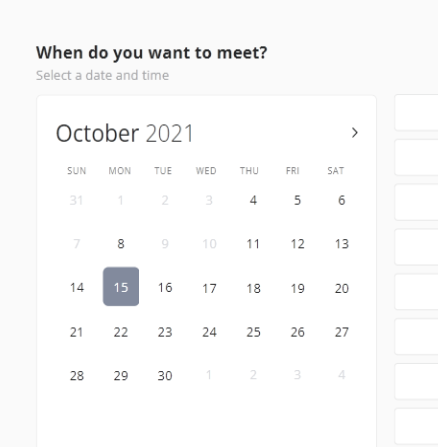 When do you want to meet?
Select a date and time
October 2021 >
SUN MON TUE WED THU FRI SAT
31 1 2 3 4 5 6
7 8 9 10 11 12 13
14 15 16 17 18 19 20
21 22 23 24 25 26 27
28 29 30 1 2 3 4